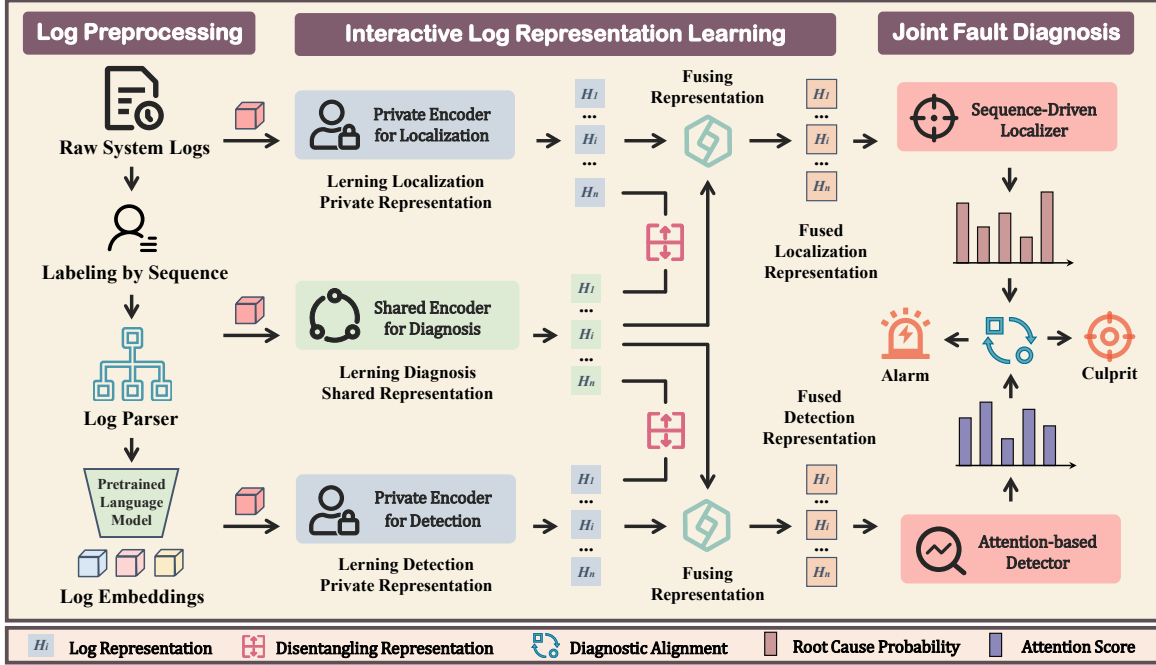 Log Preprocessing
Interactive Log Representation Learning
Joint Fault Diagnosis
Raw System Logs
Labeling by Sequence
Log Parser
Pretrained
Language
Model
Log Embeddings
Private Encoder
for Localization
Lerning Localization
Private Representation
Shared Encoder
for Diagnosis
Lerning Diagnosis
Shared Representation
Private Encoder
for Detection
Lerning Detection
Private Representation
H1
...
Hi
...
Hn
H1
...
Hi
...
Hn
H1
...
Hi
...
Hn
Fusing
Representation
Fusing
Representation
H1
...
Hi
...
Hn
Fused
Localization
Representation
Fused
Detection
Representation
H1
...
Hi
...
Hn
Sequence-Driven
Localizer
Alarm
Culprit
Attention-based
Detector
Hi Log Representation
Disentangling Representation
Diagnostic Alignment
Root Cause Probability
Attention Score